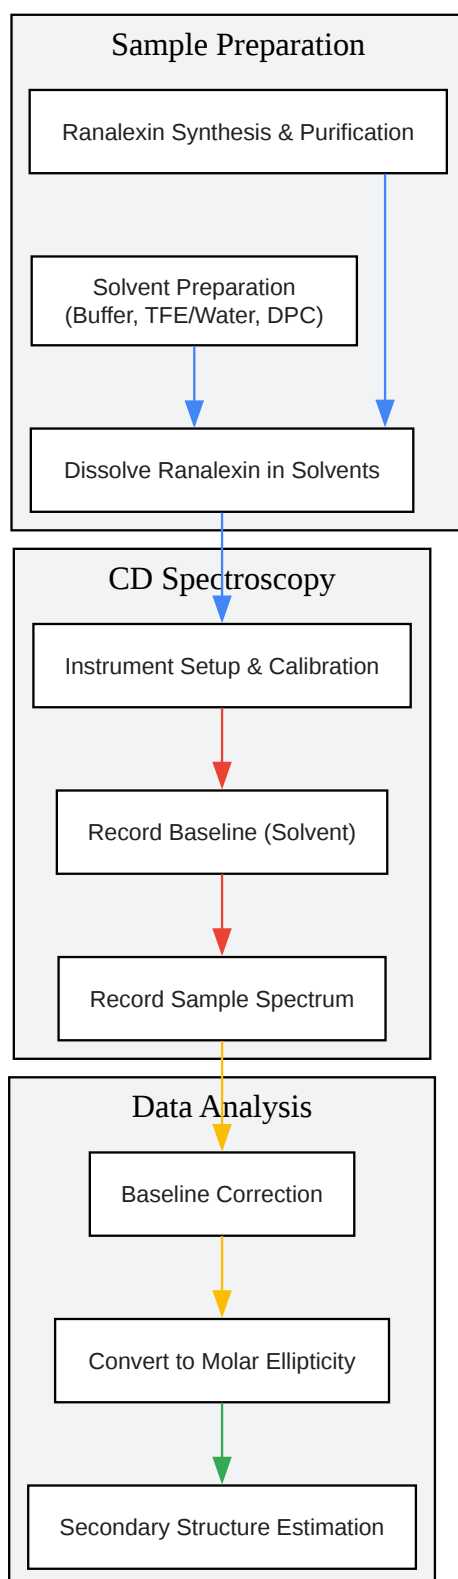 Sample Preparation
Ranalexin Synthesis & Purification
Solvent Preparation
(Buffer, TFE/Water, DPC)
Dissolve Ranalexin in Solvents
CD Spectroscopy
Instrument Setup & Calibration
Record Baseline (Solvent)
Record Sample Spectrum
Data Analysis
Baseline Correction
Convert to Molar Ellipticity
Secondary Structure Estimation